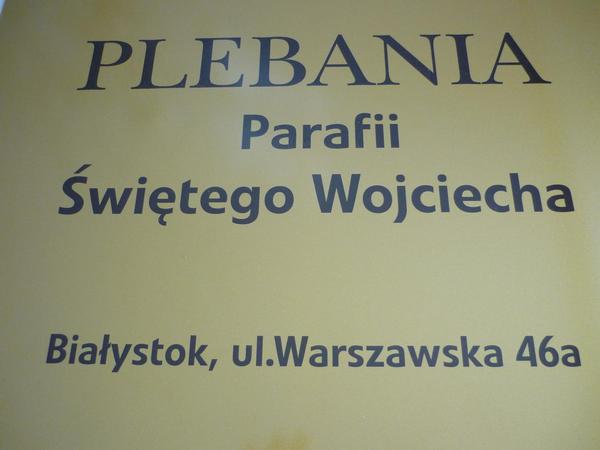 PLEBANIA
Parafii
Świętego Wojciecha
Białystok, ul.Warszawska 46a